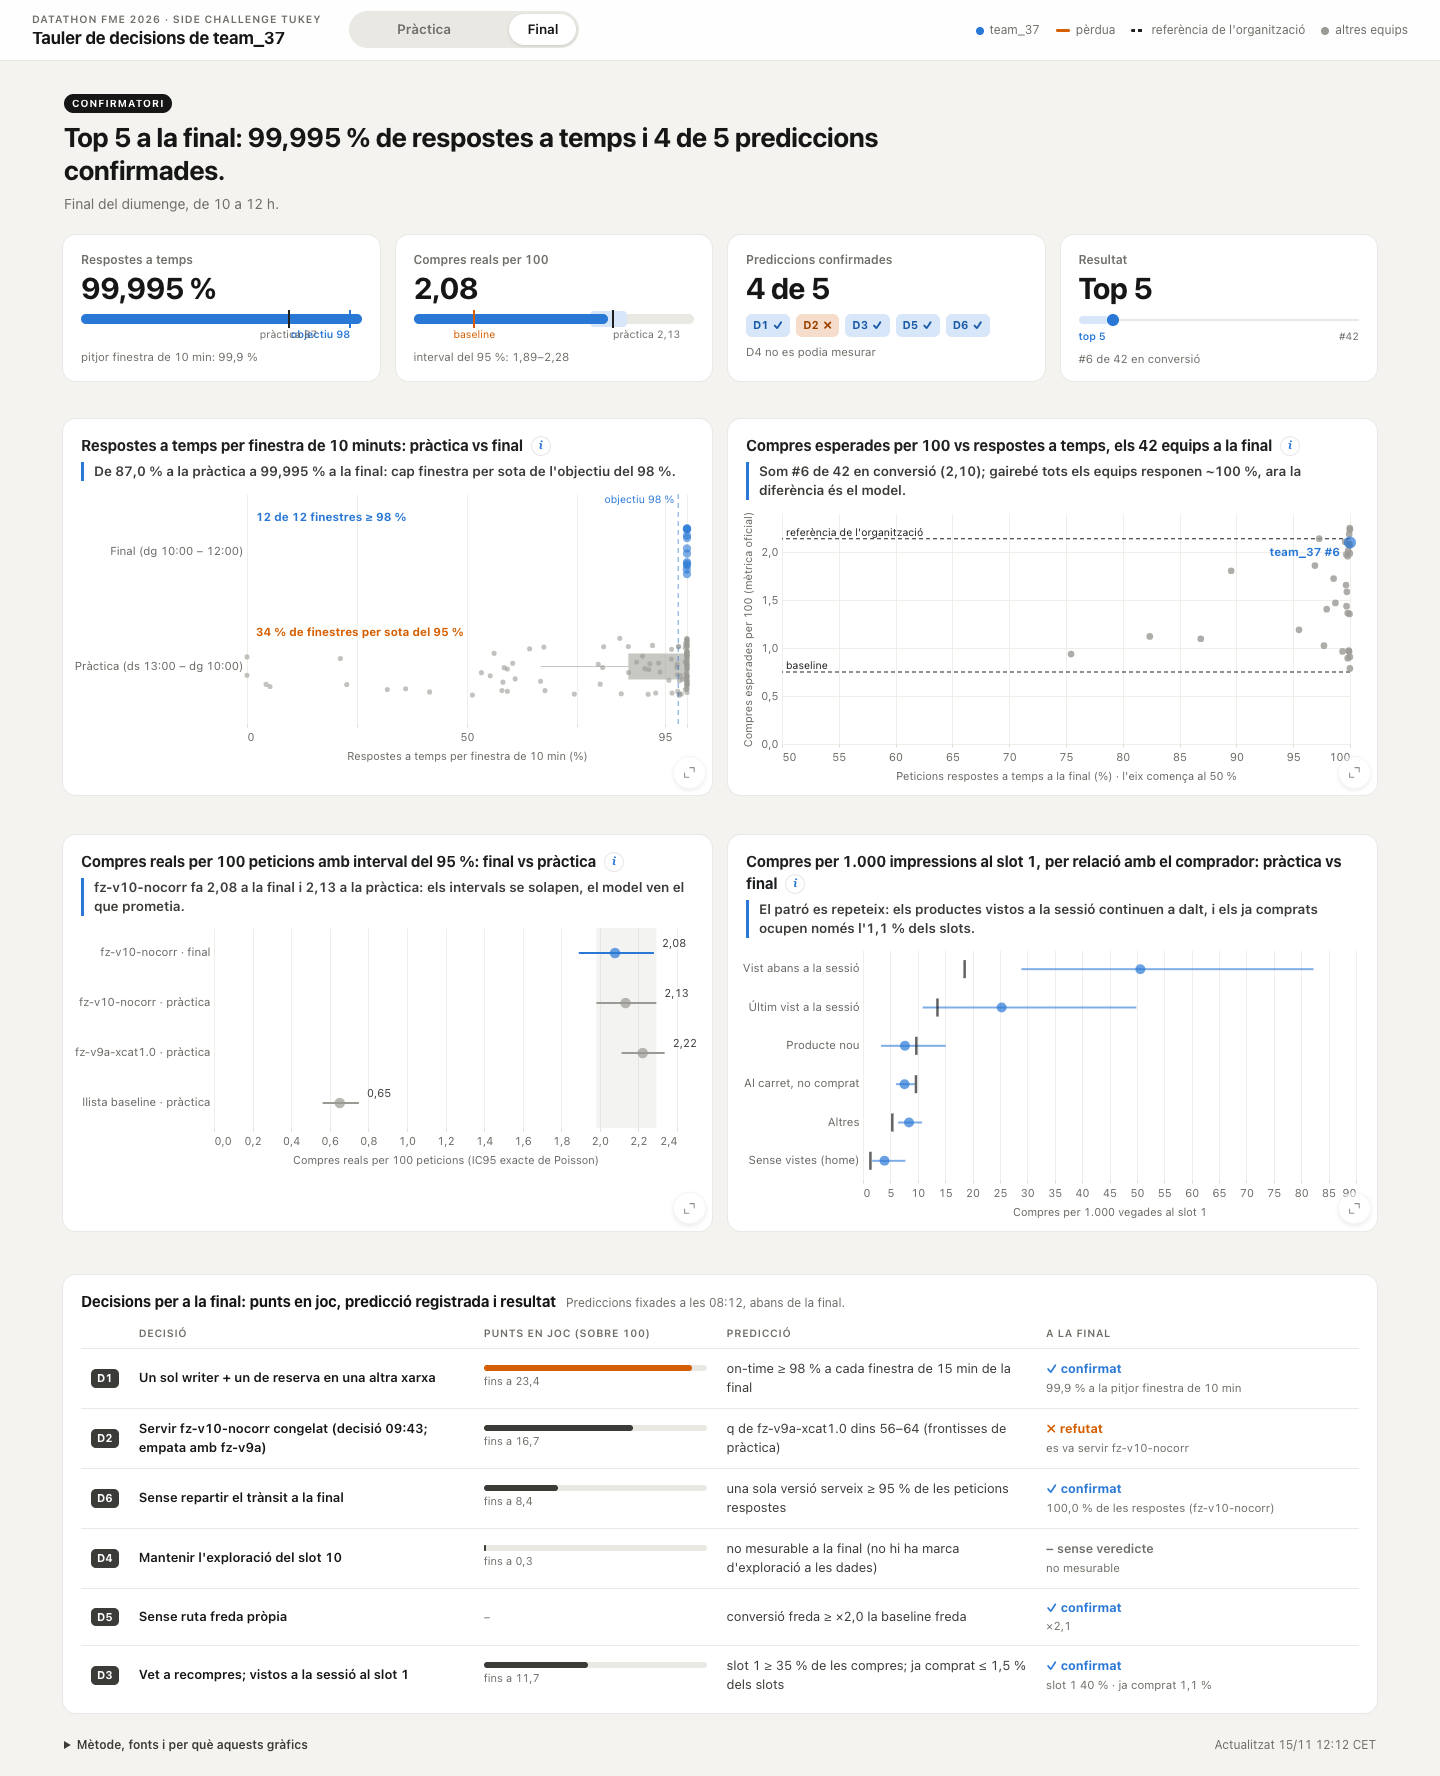 DATATHON FME 2026 · SIDE CHALLENGE TUKEY
Tauler de decisions de team_37
Pràctica
Final
team_37
pèrdua
referència de l'organització
altres equips
CONFIRMATORI
Top 5 a la final: 99,995 % de respostes a temps i 4 de 5 prediccions
confirmades.
Final del diumenge, de 10 a 12 h.
Respostes a temps
99,995 %
objectiu 98
pitjor finestra de 10 min: 99,9 %
Compres reals per 100
2,08
baseline
pràctica 2,13
interval del 95 %: 1,89–2,28
Prediccions confirmades
4 de 5
D1 ✓
D2 ✕
D3 ✓
D5 ✓
D6 ✓
D4 no es podia mesurar
Resultat
Top 5
top 5
#42
#6 de 42 en conversió
Respostes a temps per finestra de 10 minuts: pràctica vs final i
De 87,0 % a la pràctica a 99,995 % a la final: cap finestra per sota de l'objectiu del 98 %.
objectiu 98 %
12 de 12 finestres ≥ 98 %
Final (dg 10:00 – 12:00)
34 % de finestres per sota del 95 %
Pràctica (ds 13:00 – dg 10:00)
0
50
95
Respostes a temps per finestra de 10 min (%)
Compres esperades per 100 vs respostes a temps, els 42 equips a la final i
Som #6 de 42 en conversió (2,10); gairebé tots els equips responen ~100 %, ara la
diferència és el model.
Compres esperades per 100 (mètrica oficial)
referència de l'organització
team_37 #6
baseline
2,0
1,5
1,0
0,5
0,0
50
55
60
65
70
75
80
85
90
95
100
Peticions respostes a temps a la final (%) · l'eix comença al 50 %
Compres reals per 100 peticions amb interval del 95 %: final vs pràctica i
fz-v10-nocorr fa 2,08 a la final i 2,13 a la pràctica: els intervals se solapen, el model ven el
que prometia.
fz-v10-nocorr · final
2,08
fz-v10-nocorr · pràctica
2,13
fz-v9a-xcat1.0 · pràctica
2,22
llista baseline · pràctica
0,65
0,0
0,2
0,4
0,6
0,8
1,0
1,2
1,4
1,6
1,8
2,0
2,2
2,4
Compres reals per 100 peticions (IC95 exacte de Poisson)
Compres per 1.000 impressions al slot 1, per relació amb el comprador: pràctica vs
final i
El patró es repeteix: els productes vistos a la sessió continuen a dalt, i els ja comprats
ocupen només l'1,1 % dels slots.
Vist abans a la sessió
Últim vist a la sessió
Producte nou
Al carret, no comprat
Altres
Sense vistes (home)
0
5
10
15
20
25
30
35
40
45
50
55
60
65
70
75
80
85
90
Compres per 1.000 vegades al slot 1
Decisions per a la final: punts en joc, predicció registrada i resultat
Prediccions fixades a les 08:12, abans de la final.
DECISIÓ
PUNTS EN JOC (SOBRE 100)
PREDICCIÓ
A LA FINAL
D1
Un sol writer + un de reserva en una altra xarxa
fins a 23,4
on-time ≥ 98 % a cada finestra de 15 min de la
final
✓ confirmat
99,9 % a la pitjor finestra de 10 min
D2
Servir fz-v10-nocorr congelat (decisió 09:43;
empata amb fz-v9a)
fins a 16,7
q de fz-v9a-xcat1.0 dins 56–64 (frontisses de
pràctica)
✕ refutat
es va servir fz-v10-nocorr
D6
Sense repartir el trànsit a la final
fins a 8,4
una sola versió serveix ≥ 95 % de les peticions
respostes
✓ confirmat
100,0 % de les respostes (fz-v10-nocorr)
D4
Mantenir l'exploració del slot 10
fins a 0,3
no mesurable a la final (no hi ha marca
d'exploració a les dades)
– sense veredicte
no mesurable
D5
Sense ruta freda pròpia
–
conversió freda ≥ ×2,0 la baseline freda
✓ confirmat
×2,1
D3
Vet a recompres; vistos a la sessió al slot 1
fins a 11,7
slot 1 ≥ 35 % de les compres; ja comprat ≤ 1,5 %
dels slots
✓ confirmat
slot 1 40 % · ja comprat 1,1 %
Mètode, fonts i per què aquests gràfics
Actualitzat 15/11 12:12 CET